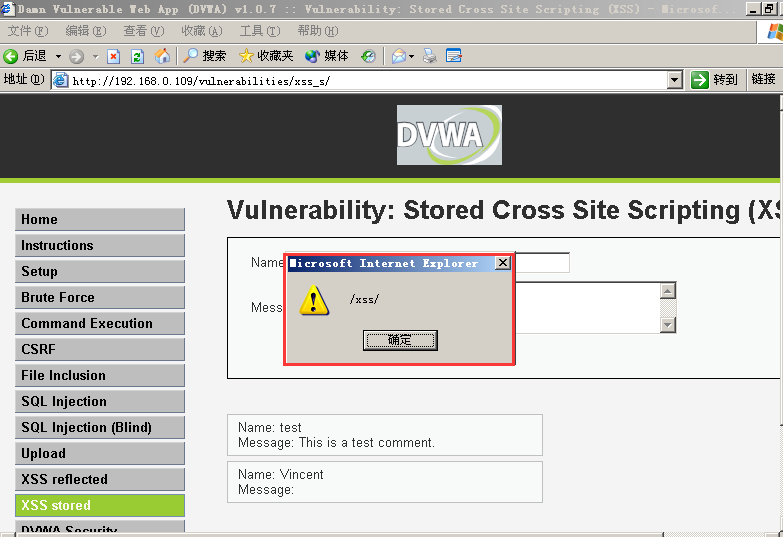 Damn Vulnerable Web App (DVWA) v1.0.7 :: Vulnerability: Stored Cross Site Scripting (XSS) - Microsof...
文件(F) 编辑(E) 查看(V) 收藏(A) 工具(T) 帮助(H)
后退 搜索 收藏夹 媒体
地址(D) http://192.168.0.109/vulnerabilities/xss_s/ 转到 链接
DVWA
Home
Instructions
Setup
Brute Force
Command Execution
CSRF
File Inclusion
SQL Injection
SQL Injection (Blind)
Upload
XSS reflected
XSS stored
DVWA Security
Vulnerability: Stored Cross Site Scripting (XS
Name
Mess
Microsoft Internet Explorer
/xss/
确定
Name: test
Message: This is a test comment.
Name: Vincent
Message: